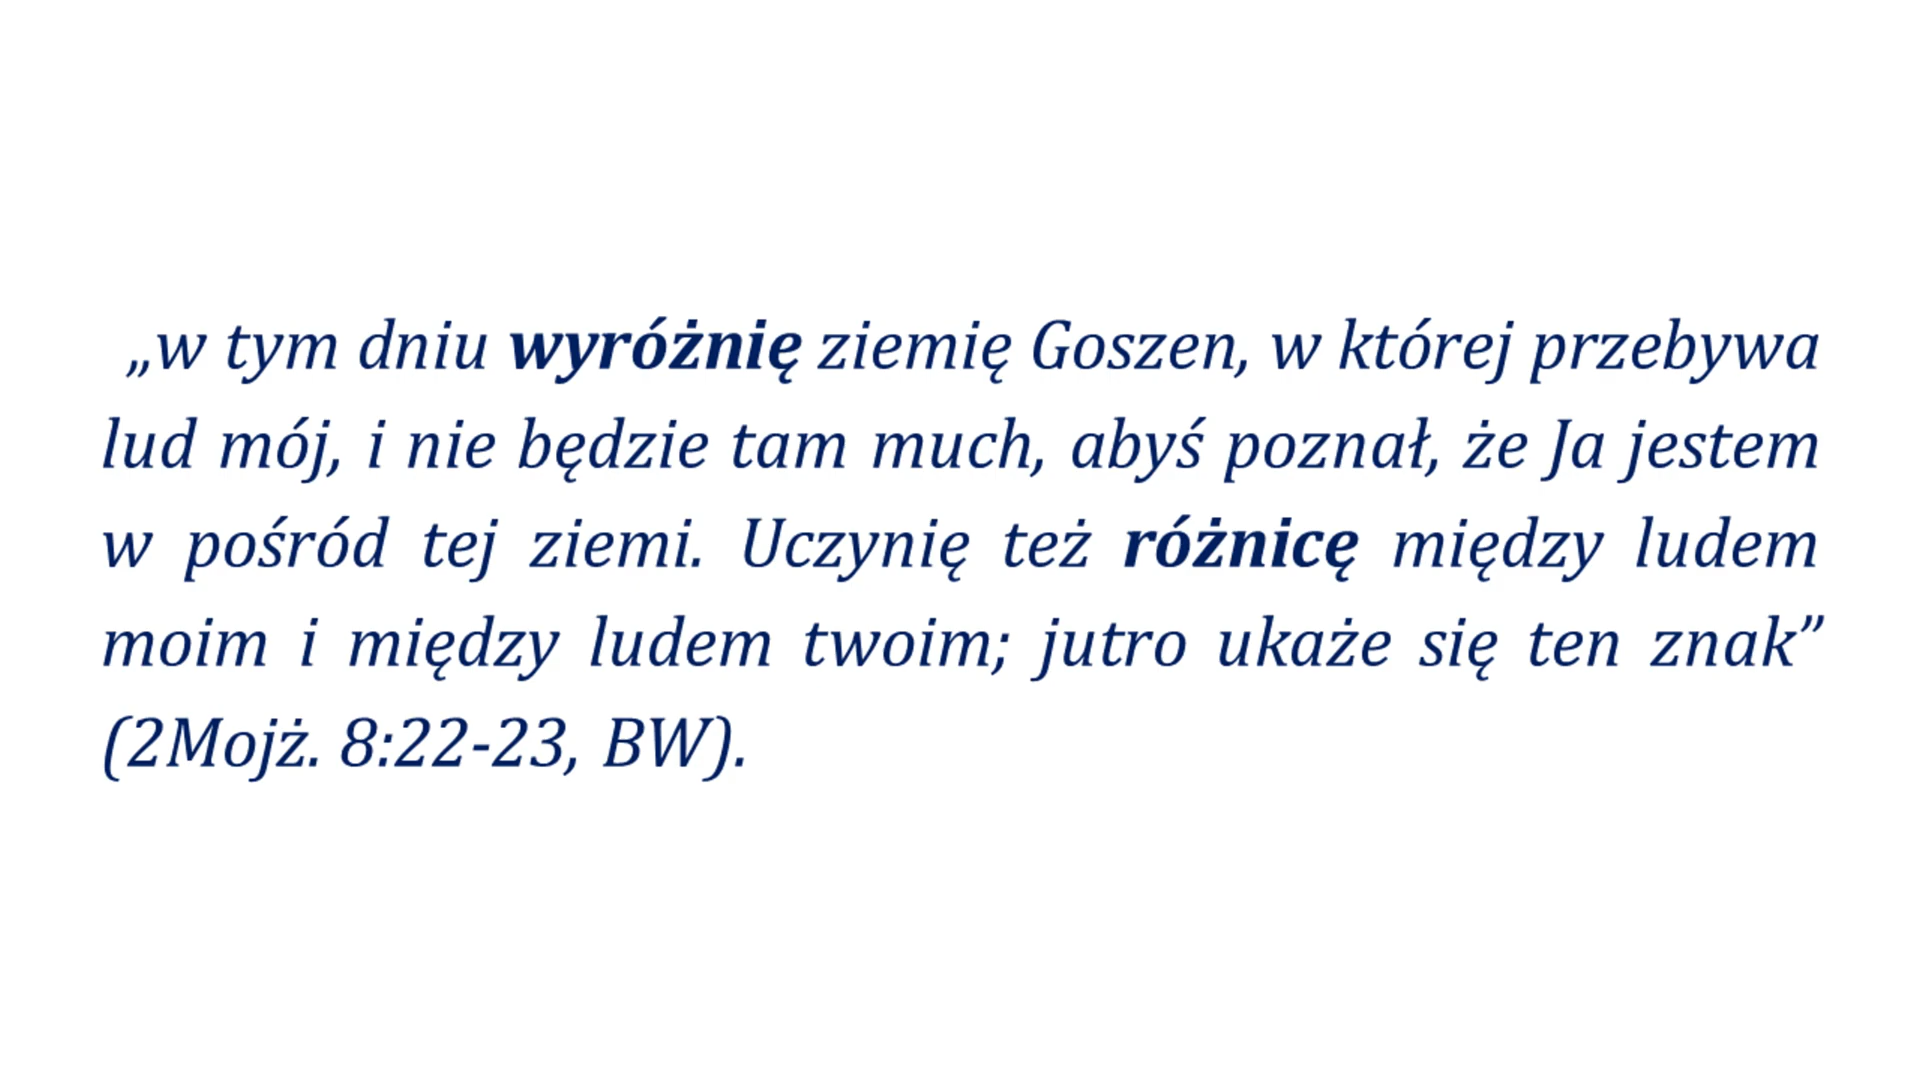 „w tym dniu wyróżnię ziemię Goszen, w której przebywa
lud mój, i nie będzie tam much, abyś poznał, że Ja jestem
w pośród tej ziemi. Uczynię też różnicę między ludem
moim i między ludem twoim; jutro ukaże się ten znak”
(2Mojż. 8:22-23, BW).